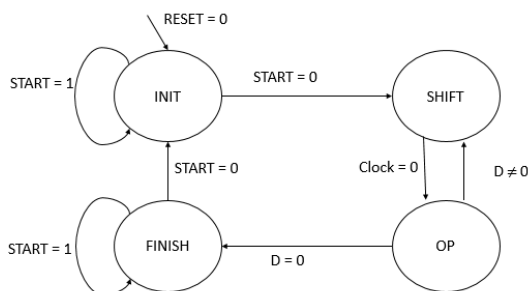 RESET = 0
START = 1
INIT
START = 0
SHIFT
START = 0
Clock = 0
D ≠ 0
START = 1
FINISH
D = 0
OP